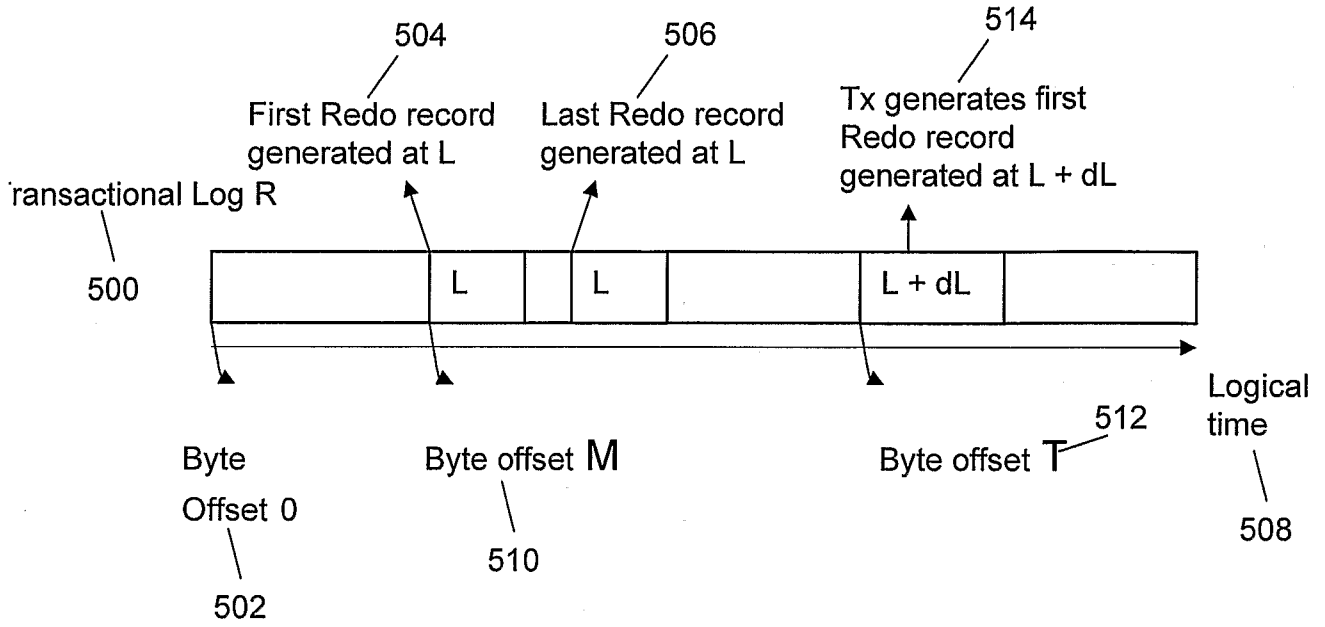 504
506
514
First Redo record
generated at L
Last Redo record
generated at L
Tx generates first
Redo record
generated at L + dL
ransactional Log R
500
L
L
L + dL
Logical
time
508
Byte
Offset 0
502
Byte offset M
510
Byte offset T
512